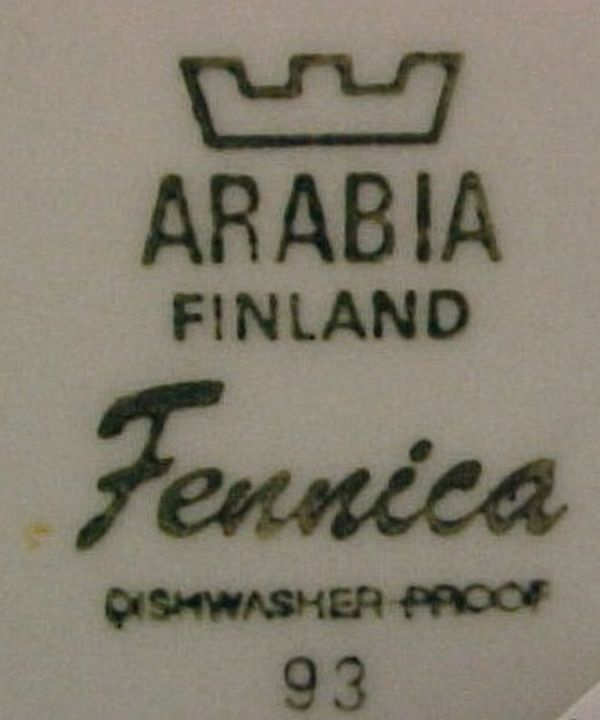 ARABIA
FINLAND
Fennica
DISHWASHER PROOF
93